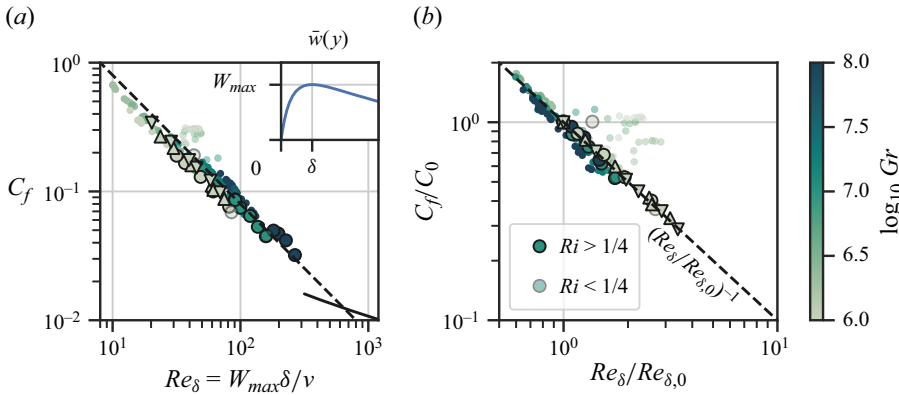 (a)
w̄(y)
W_max
0
δ
10^0
10^-1
10^-2
C_f
10^1
10^2
10^3
Re_δ = W_max δ/ν
(b)
10^0
10^-1
C_f/C_0
Ri > 1/4
Ri < 1/4
(Re_δ/Re_δ,0)^-1
10^0
10^1
Re_δ/Re_δ,0
8.0
7.5
7.0
6.5
6.0
log_10 Gr